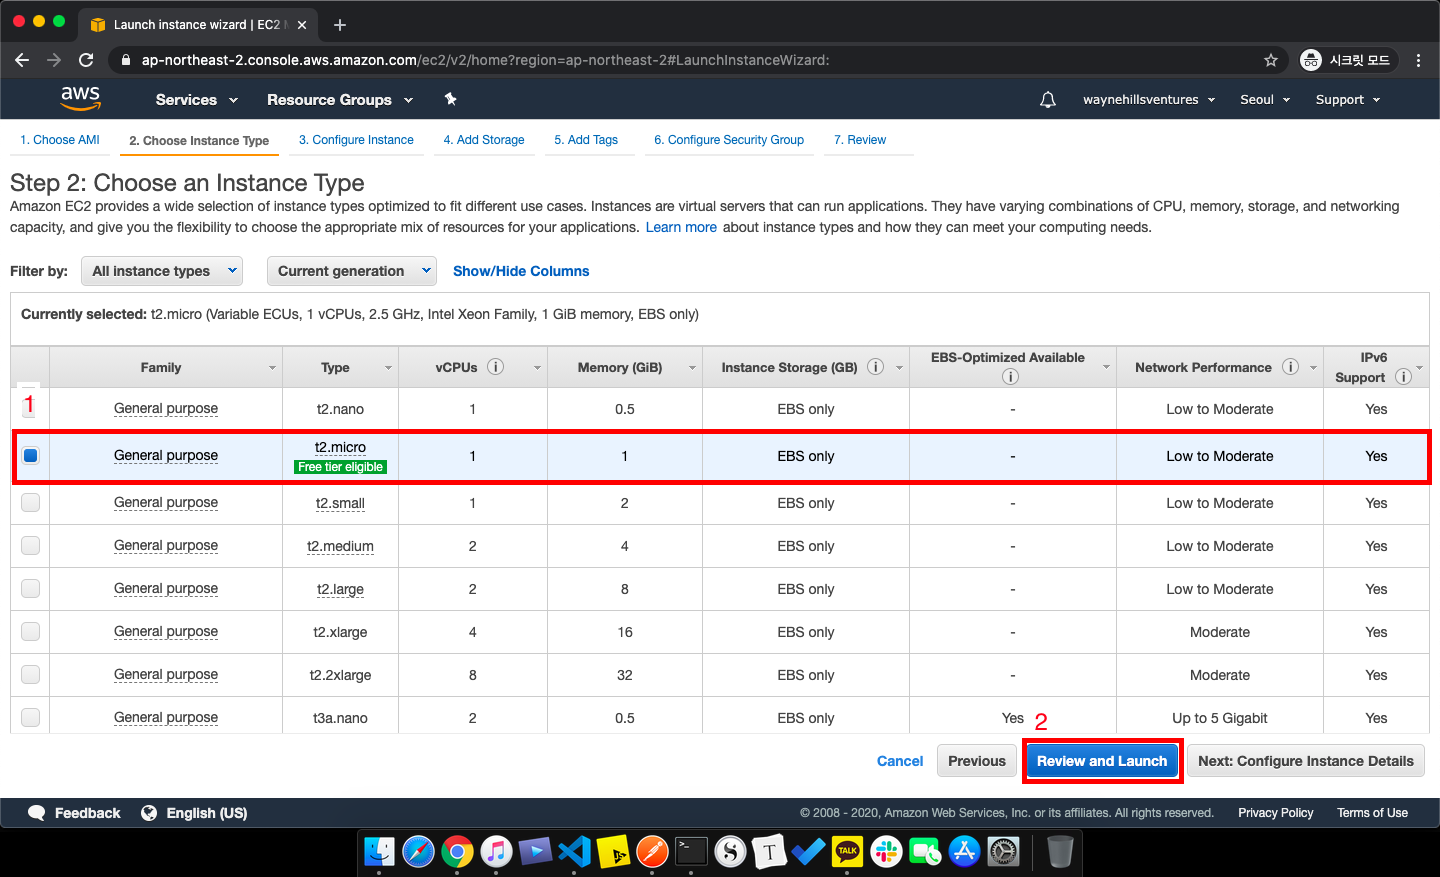 Launch instance wizard | EC2 M
ap-northeast-2.console.aws.amazon.com/ec2/v2/home?region=ap-northeast-2#LaunchInstanceWizard:
시크릿 모드
aws
Services
Resource Groups
waynehillsventures
Seoul
Support
1. Choose AMI
2. Choose Instance Type
3. Configure Instance
4. Add Storage
5. Add Tags
6. Configure Security Group
7. Review
Step 2: Choose an Instance Type
Amazon EC2 provides a wide selection of instance types optimized to fit different use cases. Instances are virtual servers that can run applications. They have varying combinations of CPU, memory, storage, and networking
capacity, and give you the flexibility to choose the appropriate mix of resources for your applications. Learn more about instance types and how they can meet your computing needs.
Filter by: All instance types Current generation Show/Hide Columns
Currently selected: t2.micro (Variable ECUs, 1 vCPUs, 2.5 GHz, Intel Xeon Family, 1 GiB memory, EBS only)
Family Type vCPUs i Memory (GiB) Instance Storage (GB) i EBS-Optimized Available i Network Performance i IPv6 Support i
1
General purpose t2.nano 1 0.5 EBS only - Low to Moderate Yes
General purpose t2.micro Free tier eligible 1 1 EBS only - Low to Moderate Yes
General purpose t2.small 1 2 EBS only - Low to Moderate Yes
General purpose t2.medium 2 4 EBS only - Low to Moderate Yes
General purpose t2.large 2 8 EBS only - Low to Moderate Yes
General purpose t2.xlarge 4 16 EBS only - Moderate Yes
General purpose t2.2xlarge 8 32 EBS only - Moderate Yes
General purpose t3a.nano 2 0.5 EBS only Yes Up to 5 Gigabit Yes
2
Cancel Previous Review and Launch Next: Configure Instance Details
Feedback English (US) © 2008 - 2020, Amazon Web Services, Inc. or its affiliates. All rights reserved. Privacy Policy Terms of Use
JS
>_
S
T
TALK